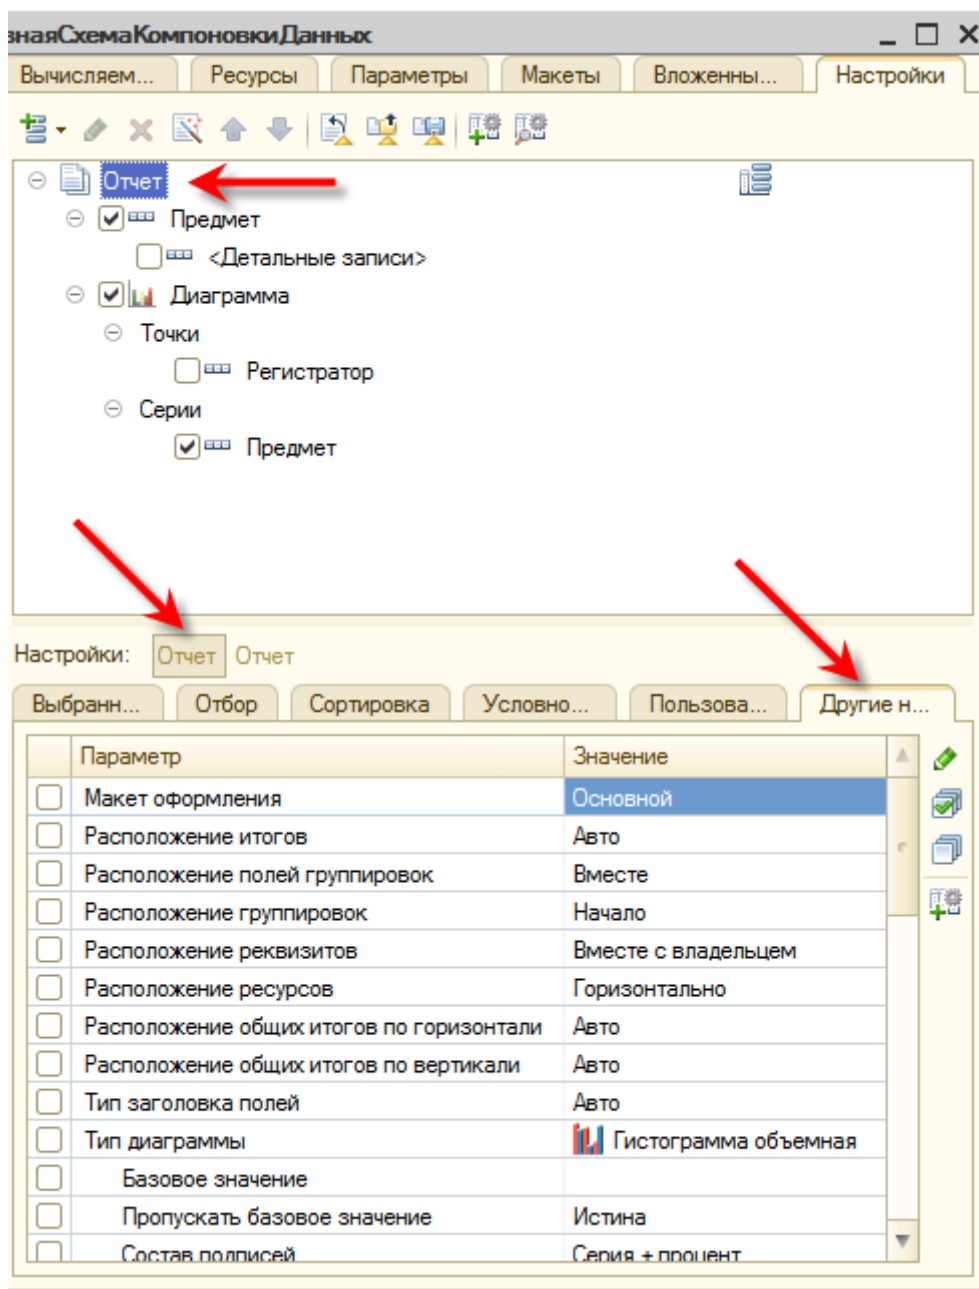 знаяСхемаКомпоновкиДанных
Вычисляем... Ресурсы Параметры Макеты Вложенны... Настройки
Отчет
Предмет
<Детальные записи>
Диаграмма
Точки
Регистратор
Серии
Предмет
Настройки: Отчет Отчет
Выбранн... Отбор Сортировка Условно... Пользова... Другие н...
Параметр Значение
Макет оформления Основной
Расположение итогов Авто
Расположение полей группировок Вместе
Расположение группировок Начало
Расположение реквизитов Вместе с владельцем
Расположение ресурсов Горизонтально
Расположение общих итогов по горизонтали Авто
Расположение общих итогов по вертикали Авто
Тип заголовка полей Авто
Тип диаграммы Гистограмма объемная
Базовое значение
Пропускать базовое значение Истина
Состав подписей Серия + процент